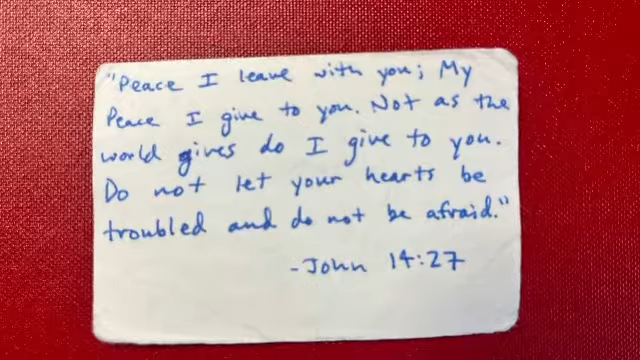 "Peace I leave with you; My
Peace I give to you. Not as the
world gives do I give to you.
Do not let your hearts be
troubled and do not be afraid."
-John 14:27